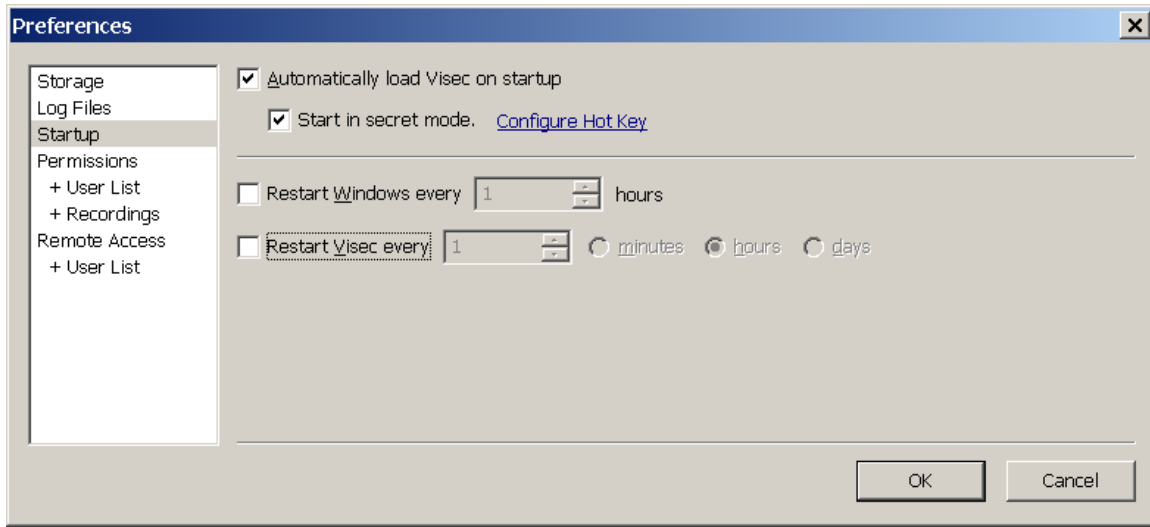 Preferences
Storage
Log Files
Startup
Permissions
+ User List
+ Recordings
Remote Access
+ User List
Automatically load Visec on startup
Start in secret mode. Configure Hot Key
Restart Windows every 1 hours
Restart Visec every 1 minutes hours days
OK Cancel